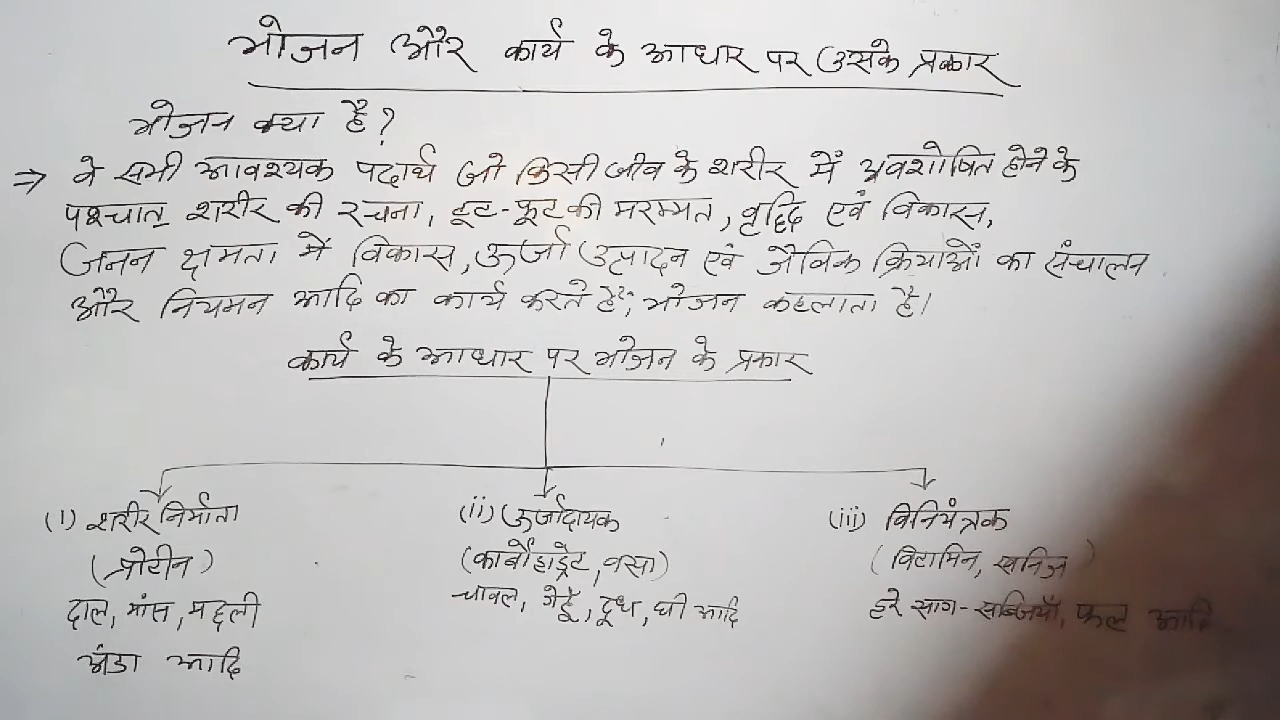 भोजन और कार्य के आधार पर उसके प्रकार
भोजन क्या है?
⇒ वे सभी आवश्यक पदार्थ जो किसी जीव के शरीर में अवशोषित होने के
पश्चात् शरीर की रचना, टूट-फूट की मरम्मत, वृद्धि एवं विकास,
जनन क्षमता में विकास, ऊर्जा उत्पादन एवं जैविक क्रियाओं का संचालन
और नियमन आदि का कार्य करते हैं, भोजन कहलाता है।
कार्य के आधार पर भोजन के प्रकार
(i) शरीर निर्माता (ii) ऊर्जादायक (iii) विनियंत्रक
(प्रोटीन) (कार्बोहाड्रेट, वसा) (विटामिन, खनिज)
दाल, मांस, मछली चावल, गेहूँ, दूध, घी आदि हरे साग-सब्जियाँ, फल आदि
अंडा आदि